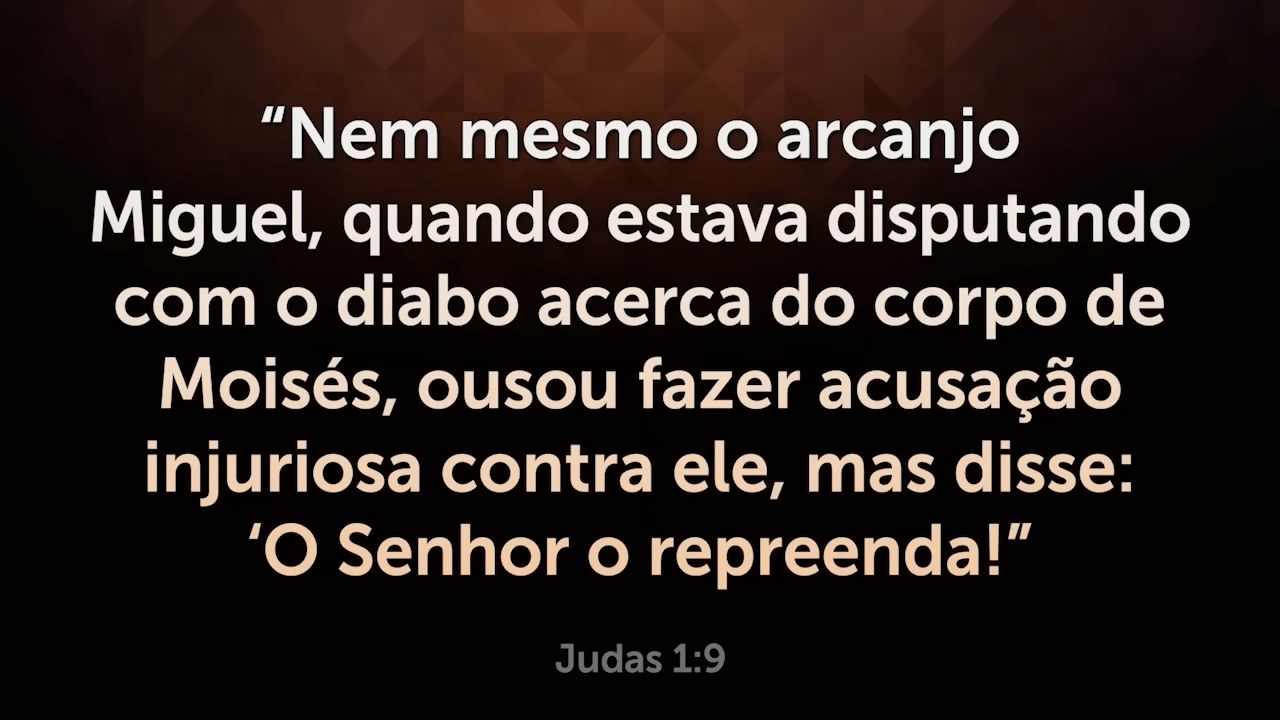 “Nem mesmo o arcanjo
Miguel, quando estava disputando
com o diabo acerca do corpo de
Moisés, ousou fazer acusação
injuriosa contra ele, mas disse:
‘O Senhor o repreenda!”
Judas 1:9